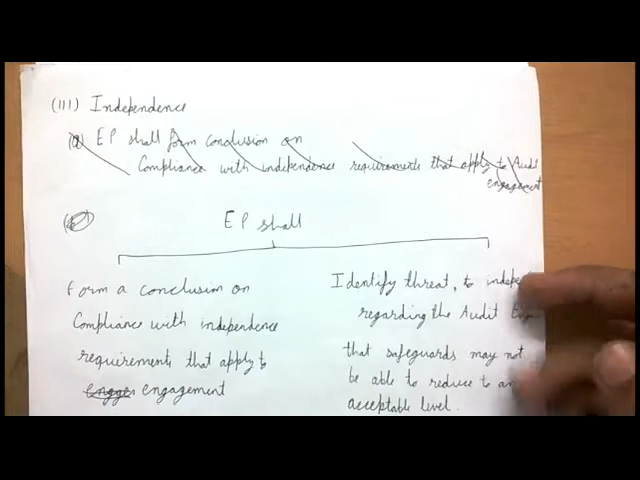 (III) Independence
(a) EP shall form conclusion on
Compliance with independence requirements that apply to Audit
engagement
(b) EP shall
Form a conclusion on
Compliance with independence
requirements that apply to
engagement
Identify threat, to
regarding the Audit
that safeguards may not
be able to reduce to an
acceptable level.